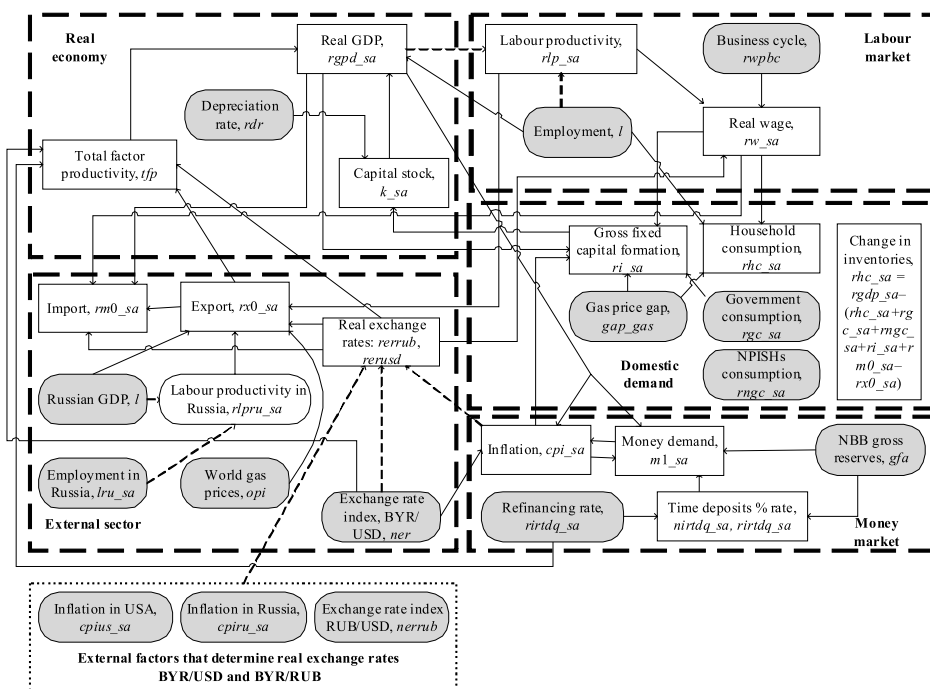 Real
economy
Real GDP,
rgpd_sa
Depreciation
rate, rdr
Total factor
productivity, tfp
Capital stock,
k_sa
Labour productivity,
rlp_sa
Business cycle,
rwpbc
Labour
market
Employment, l
Real wage,
rw_sa
Gross fixed
capital formation,
ri_sa
Household
consumption,
rhc_sa
Change in
inventories,
rhc_sa =
rgdp_sa–
(rhc_sa+rg
c_sa+rngc_
sa+ri_sa+r
m0_sa–
rx0_sa)
Gas price gap,
gap_gas
Government
consumption,
rgc_sa
Domestic
demand
NPISHs
consumption,
rngc_sa
Import, rm0_sa
Export, rx0_sa
Real exchange
rates: rerrub,
rerusd
Russian GDP, l
Labour productivity in
Russia, rlpru_sa
Employment in
Russia, lru_sa
World gas
prices, opi
Exchange rate
index, BYR/
USD, ner
External sector
Inflation, cpi_sa
Money demand,
m1_sa
NBB gross
reserves, gfa
Refinancing rate,
rirtdq_sa
Time deposits % rate,
nirtdq_sa, rirtdq_sa
Money
market
Inflation in USA,
cpius_sa
Inflation in Russia,
cpiru_sa
Exchange rate index
RUB/USD, nerrub
External factors that determine real exchange rates
BYR/USD and BYR/RUB